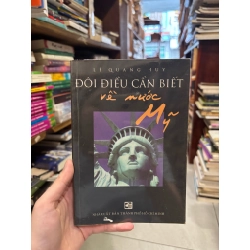 LÊ QUANG HUY
ĐÔI ĐIỀU CẦN BIẾT
về nước
Mỹ